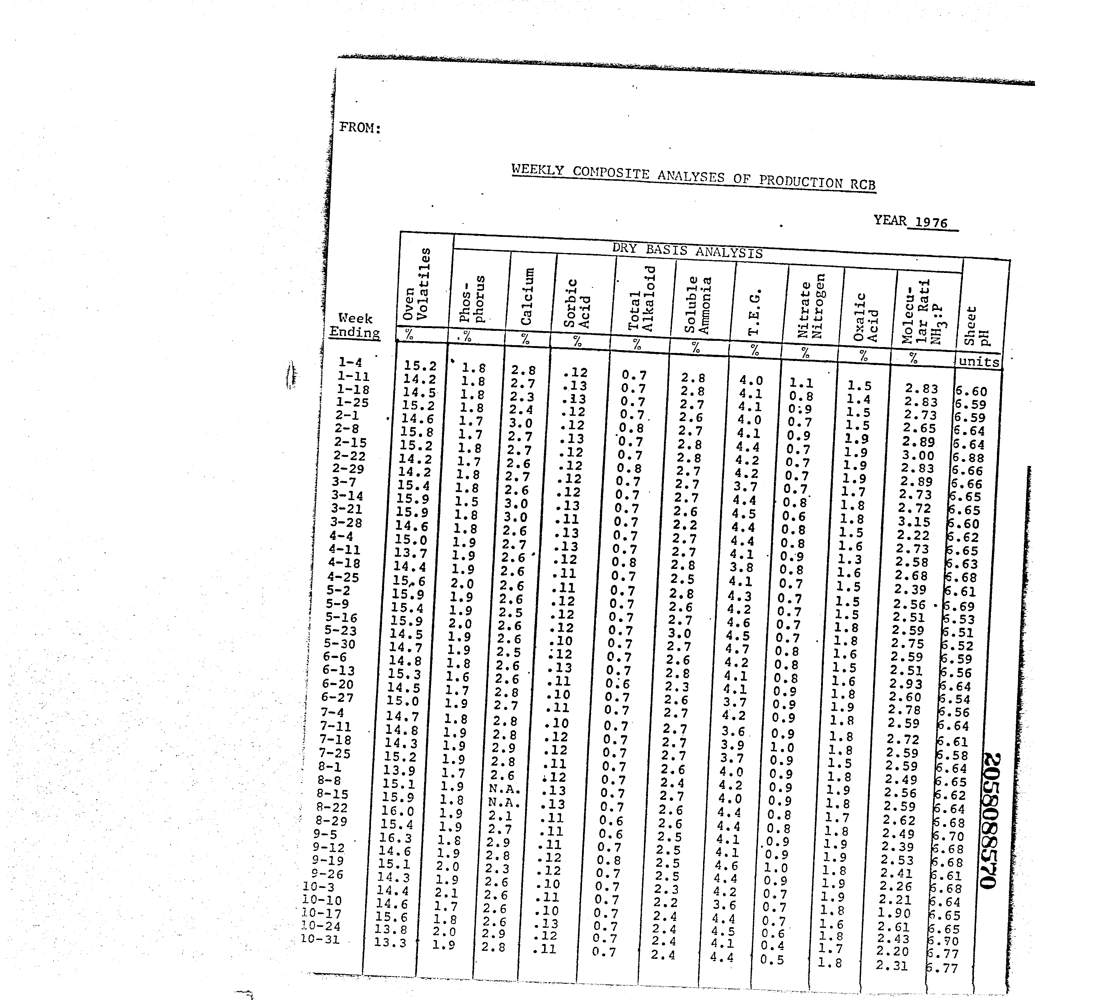 FROM:
WEEKLY COMPOSITE ANALYSES OF PRODUCTION RCB
YEAR 1976
DRY BASIS ANALYSIS
Week Ending Oven Volatiles Phos-phorus Calcium Sorbic Acid Total Alkaloid Soluble Ammonia T.E.G. Nitrate Nitrogen Oxalic Acid Molecu-lar Rati NH3:P Sheet pH
% % % % % % % % % % units
1-4 15.2 1.8 2.8 .12 0.7 2.8 4.0 1.1 1.5 2.83 6.60
1-11 14.2 1.8 2.7 .13 0.7 2.8 4.1 0.8 1.4 2.83 6.59
1-18 14.5 1.8 2.3 .13 0.7 2.7 4.1 0.9 1.5 2.73 6.59
1-25 15.2 1.8 2.4 .12 0.7 2.6 4.0 0.7 1.5 2.65 6.64
2-1 14.6 1.7 3.0 .12 0.8 2.7 4.1 0.9 1.9 2.89 6.64
2-8 15.8 1.7 2.7 .13 0.7 2.8 4.4 0.7 1.9 3.00 6.88
2-15 15.2 1.8 2.7 .12 0.7 2.8 4.2 0.7 1.9 2.83 6.66
2-22 14.2 1.7 2.6 .12 0.8 2.7 4.2 0.7 1.9 2.89 6.66
2-29 14.2 1.8 2.7 .12 0.7 2.7 3.7 0.7 1.7 2.73 6.65
3-7 15.4 1.8 2.6 .12 0.7 2.7 4.4 0.8 1.8 2.72 6.65
3-14 15.9 1.5 3.0 .12 0.7 2.6 4.5 0.6 1.8 3.15 6.60
3-21 15.9 1.8 3.0 .11 0.7 2.2 4.4 0.8 1.5 2.22 6.62
3-28 14.6 1.8 2.6 .13 0.7 2.7 4.4 0.8 1.6 2.73 6.65
4-4 15.0 1.9 2.7 .13 0.7 2.7 4.1 0.9 1.3 2.58 6.63
4-11 13.7 1.9 2.6 .12 0.8 2.8 3.8 0.8 1.6 2.68 6.68
4-18 14.4 1.9 2.6 .11 0.7 2.5 4.1 0.7 1.5 2.39 6.61
4-25 15.6 2.0 2.6 .11 0.7 2.8 4.3 0.7 1.5 2.56 6.69
5-2 15.9 1.9 2.6 .12 0.7 2.6 4.2 0.7 1.5 2.51 6.53
5-9 15.4 1.9 2.5 .12 0.7 2.7 4.6 0.7 1.8 2.59 6.51
5-16 15.9 2.0 2.6 .12 0.7 3.0 4.5 0.7 1.8 2.75 6.52
5-23 14.5 1.9 2.6 .10 0.7 2.7 4.7 0.8 1.6 2.59 6.59
5-30 14.7 1.9 2.5 .12 0.7 2.6 4.2 0.8 1.5 2.51 6.56
6-6 14.8 1.8 2.6 .13 0.7 2.8 4.1 0.8 1.6 2.93 6.64
6-13 15.3 1.6 2.6 .11 0.6 2.3 4.1 0.9 1.8 2.60 6.54
6-20 14.5 1.7 2.8 .10 0.7 2.6 3.7 0.9 1.9 2.78 6.56
6-27 15.0 1.9 2.7 .11 0.7 2.7 4.2 0.9 1.8 2.59 6.64
7-4 14.7 1.8 2.8 .10 0.7 2.7 3.6 0.9 1.8 2.72 6.61
7-11 14.8 1.9 2.8 .12 0.7 2.7 3.9 1.0 1.8 2.59 6.58
7-18 14.3 1.9 2.9 .12 0.7 2.7 3.7 0.9 1.5 2.59 6.64
7-25 15.2 1.9 2.8 .11 0.7 2.6 4.0 0.9 1.8 2.49 6.65
8-1 13.9 1.7 2.6 .12 0.7 2.4 4.2 0.9 1.9 2.56 6.62
8-8 15.1 1.9 N.A. .13 0.7 2.7 4.0 0.9 1.8 2.59 6.64
8-15 15.9 1.8 N.A. .13 0.7 2.6 4.4 0.8 1.7 2.62 6.68
8-22 16.0 1.9 2.1 .11 0.6 2.6 4.4 0.8 1.8 2.49 6.70
8-29 15.4 1.9 2.7 .11 0.6 2.5 4.1 0.9 1.9 2.39 6.68
9-5 16.3 1.8 2.9 .11 0.7 2.5 4.1 0.9 1.9 2.53 6.68
9-12 14.6 1.9 2.8 .12 0.8 2.5 4.6 1.0 1.8 2.41 6.61
9-19 15.1 2.0 2.3 .12 0.7 2.5 4.4 0.9 1.9 2.26 6.68
9-26 14.3 1.9 2.6 .10 0.7 2.3 4.2 0.7 1.9 2.21 6.64
10-3 14.4 2.1 2.6 .11 0.7 2.2 3.6 0.7 1.8 1.90 6.65
10-10 14.6 1.7 2.6 .10 0.7 2.4 4.4 0.7 1.6 2.61 6.65
10-17 15.6 1.8 2.6 .13 0.7 2.4 4.5 0.6 1.8 2.43 6.70
10-24 13.8 2.0 2.9 .12 0.7 2.4 4.1 0.4 1.7 2.20 6.77
10-31 13.3 1.9 2.8 .11 0.7 2.4 4.4 0.5 1.8 2.31 6.77
2058088570